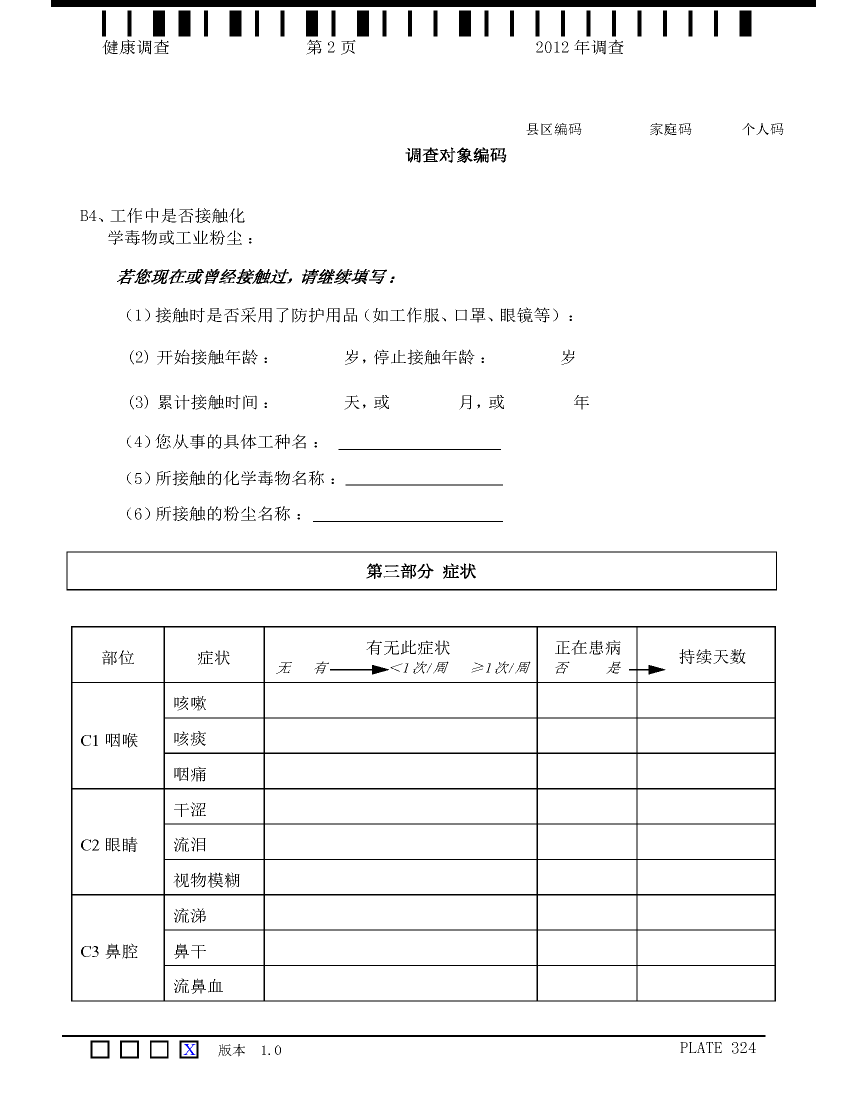 健康调查 第 2 页 2012 年调查
县区编码 家庭码 个人码
调查对象编码
B4、工作中是否接触化
学毒物或工业粉尘：
若您现在或曾经接触过，请继续填写：
（1）接触时是否采用了防护用品（如工作服、口罩、眼镜等）：
(2) 开始接触年龄： 岁，停止接触年龄： 岁
(3) 累计接触时间： 天，或 月，或 年
（4）您从事的具体工种名：
（5）所接触的化学毒物名称：
（6）所接触的粉尘名称：
第三部分 症状
部位 症状 有无此症状 正在患病 持续天数
无 有 <1次/周 ≥1次/周 否 是
C1 咽喉 咳嗽
咳痰
咽痛
C2 眼睛 干涩
流泪
视物模糊
C3 鼻腔 流涕
鼻干
流鼻血
X 版本 1.0 PLATE 324